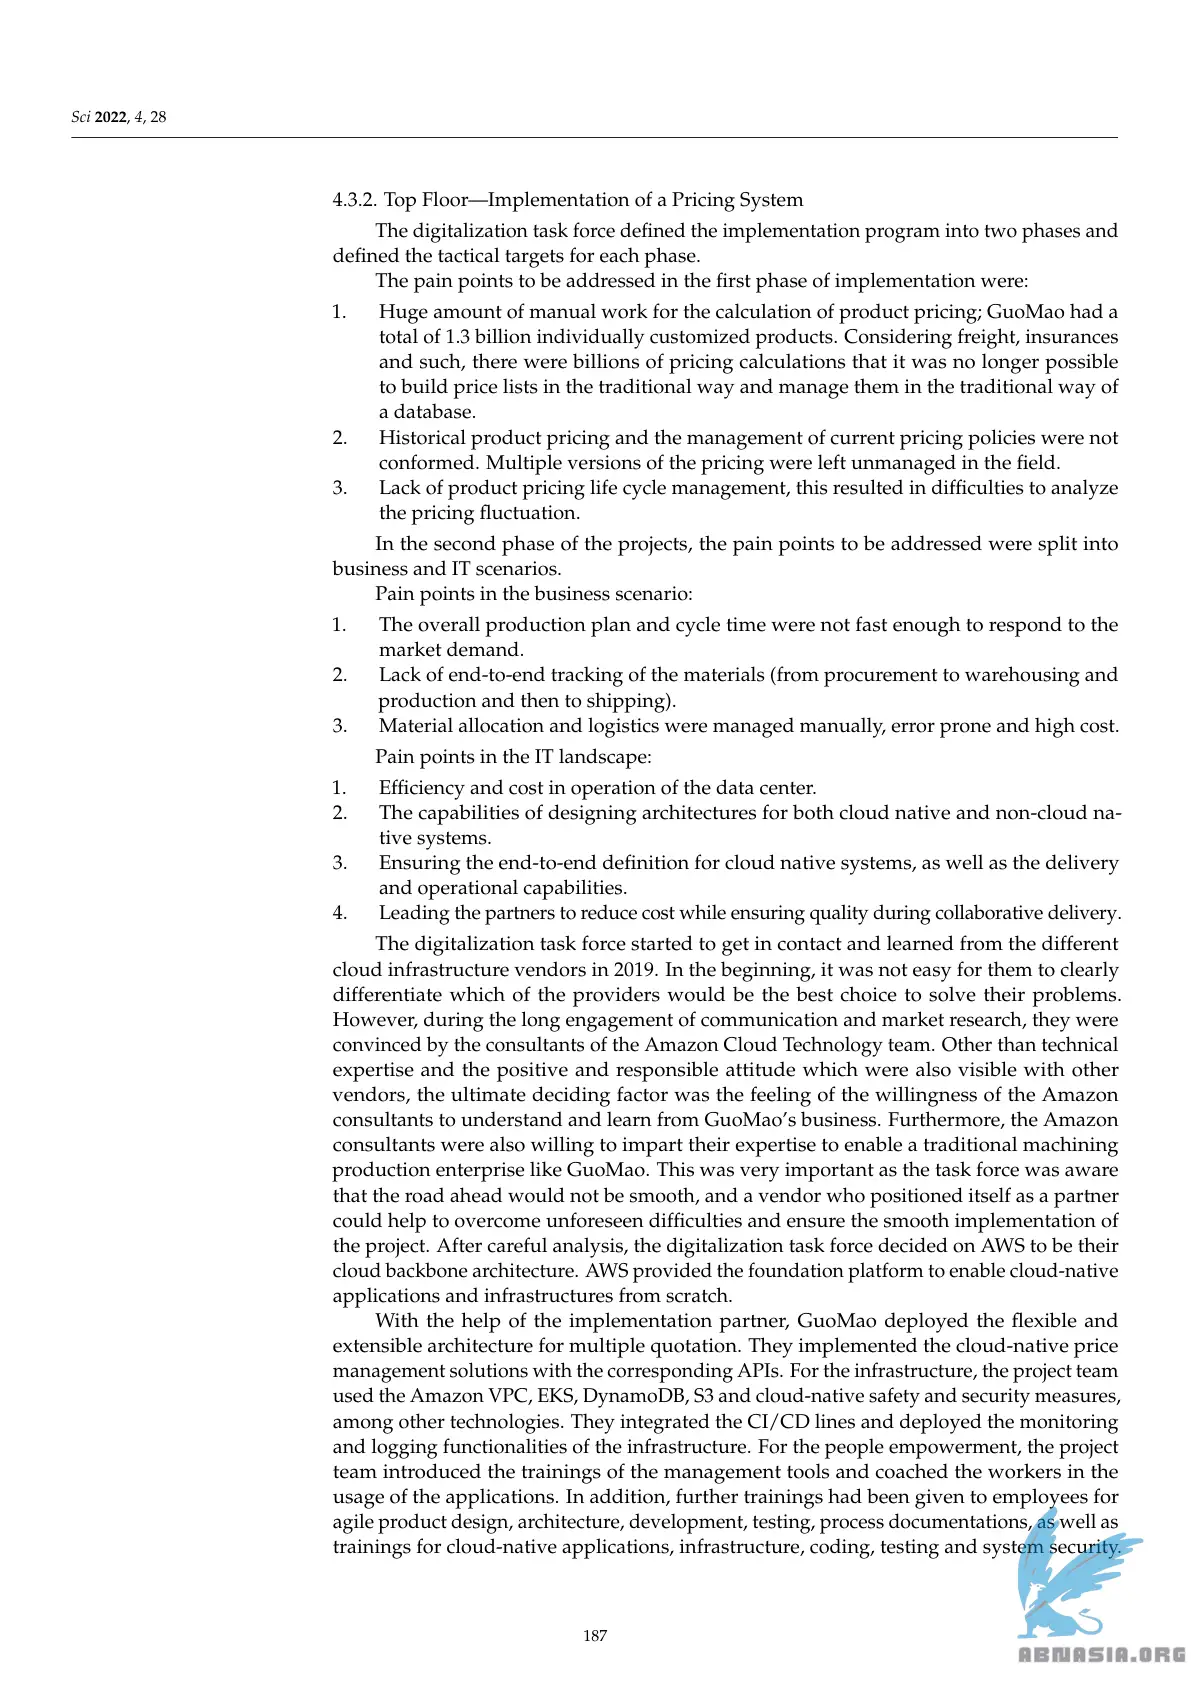 Sci 2022, 4, 28
4.3.2. Top Floor—Implementation of a Pricing System
The digitalization task force defined the implementation program into two phases and
defined the tactical targets for each phase.
The pain points to be addressed in the first phase of implementation were:
1. Huge amount of manual work for the calculation of product pricing; GuoMao had a
total of 1.3 billion individually customized products. Considering freight, insurances
and such, there were billions of pricing calculations that it was no longer possible
to build price lists in the traditional way and manage them in the traditional way of
a database.
2. Historical product pricing and the management of current pricing policies were not
conformed. Multiple versions of the pricing were left unmanaged in the field.
3. Lack of product pricing life cycle management, this resulted in difficulties to analyze
the pricing fluctuation.
In the second phase of the projects, the pain points to be addressed were split into
business and IT scenarios.
Pain points in the business scenario:
1. The overall production plan and cycle time were not fast enough to respond to the
market demand.
2. Lack of end-to-end tracking of the materials (from procurement to warehousing and
production and then to shipping).
3. Material allocation and logistics were managed manually, error prone and high cost.
Pain points in the IT landscape:
1. Efficiency and cost in operation of the data center.
2. The capabilities of designing architectures for both cloud native and non-cloud na-
tive systems.
3. Ensuring the end-to-end definition for cloud native systems, as well as the delivery
and operational capabilities.
4. Leading the partners to reduce cost while ensuring quality during collaborative delivery.
The digitalization task force started to get in contact and learned from the different
cloud infrastructure vendors in 2019. In the beginning, it was not easy for them to clearly
differentiate which of the providers would be the best choice to solve their problems.
However, during the long engagement of communication and market research, they were
convinced by the consultants of the Amazon Cloud Technology team. Other than technical
expertise and the positive and responsible attitude which were also visible with other
vendors, the ultimate deciding factor was the feeling of the willingness of the Amazon
consultants to understand and learn from GuoMao's business. Furthermore, the Amazon
consultants were also willing to impart their expertise to enable a traditional machining
production enterprise like GuoMao. This was very important as the task force was aware
that the road ahead would not be smooth, and a vendor who positioned itself as a partner
could help to overcome unforeseen difficulties and ensure the smooth implementation of
the project. After careful analysis, the digitalization task force decided on AWS to be their
cloud backbone architecture. AWS provided the foundation platform to enable cloud-native
applications and infrastructures from scratch.
With the help of the implementation partner, GuoMao deployed the flexible and
extensible architecture for multiple quotation. They implemented the cloud-native price
management solutions with the corresponding APIs. For the infrastructure, the project team
used the Amazon VPC, EKS, DynamoDB, S3 and cloud-native safety and security measures,
among other technologies. They integrated the CI/CD lines and deployed the monitoring
and logging functionalities of the infrastructure. For the people empowerment, the project
team introduced the trainings of the management tools and coached the workers in the
usage of the applications. In addition, further trainings had been given to employees for
agile product design, architecture, development, testing, process documentations, as well as
trainings for cloud-native applications, infrastructure, coding, testing and system security.
187
ABNASIA.ORG